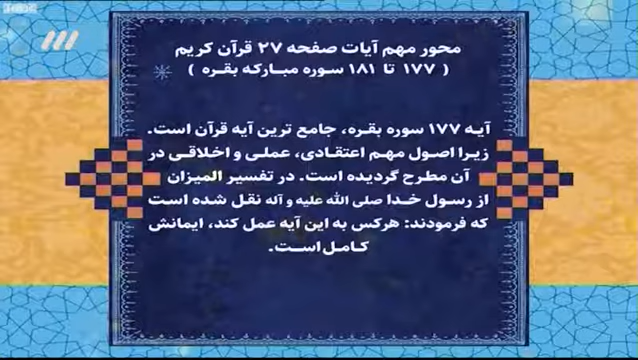 محور مهم آیات صفحه ۲۷ قرآن کریم
( ۱۷۷ تا ۱۸۱ سوره مبارکه بقره )
آیه ۱۷۷ سوره بقره، جامع ترین آیه قرآن است.
زیرا اصول مهم اعتقادی، عملی و اخلاقی در
آن مطرح گردیده است. در تفسیر المیزان
از رسول خدا صلی الله علیه و آله نقل شده است
که فرمودند: هرکس به این آیه عمل کند، ایمانش
کامل است.